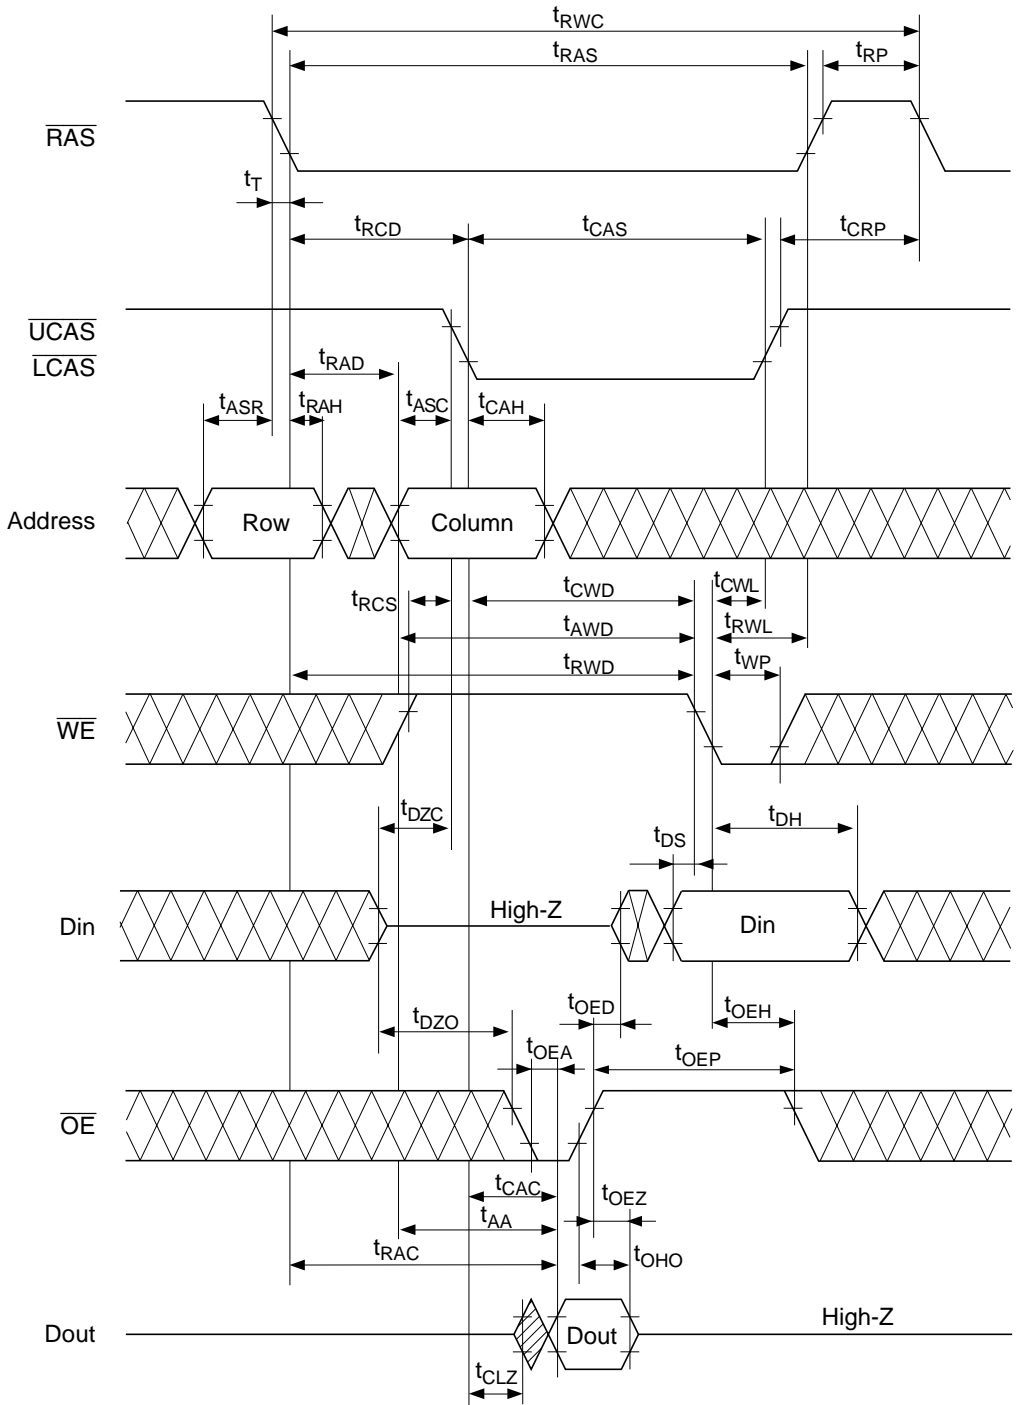 tRWC
tRAS
tRP
RAS
tT
tRCD
tCAS
tCRP
UCAS
LCAS
tRAD
tASR
tRAH
tASC
tCAH
Address
Row
Column
tRCS
tCWD
tCWL
tAWD
tRWL
tRWD
tWP
WE
tDZC
tDH
tDS
Din
High-Z
Din
tDZO
tOED
tOEH
tOEA
tOEP
OE
tCAC
tOEZ
tAA
tRAC
tOHO
Dout
Dout
High-Z
tCLZ